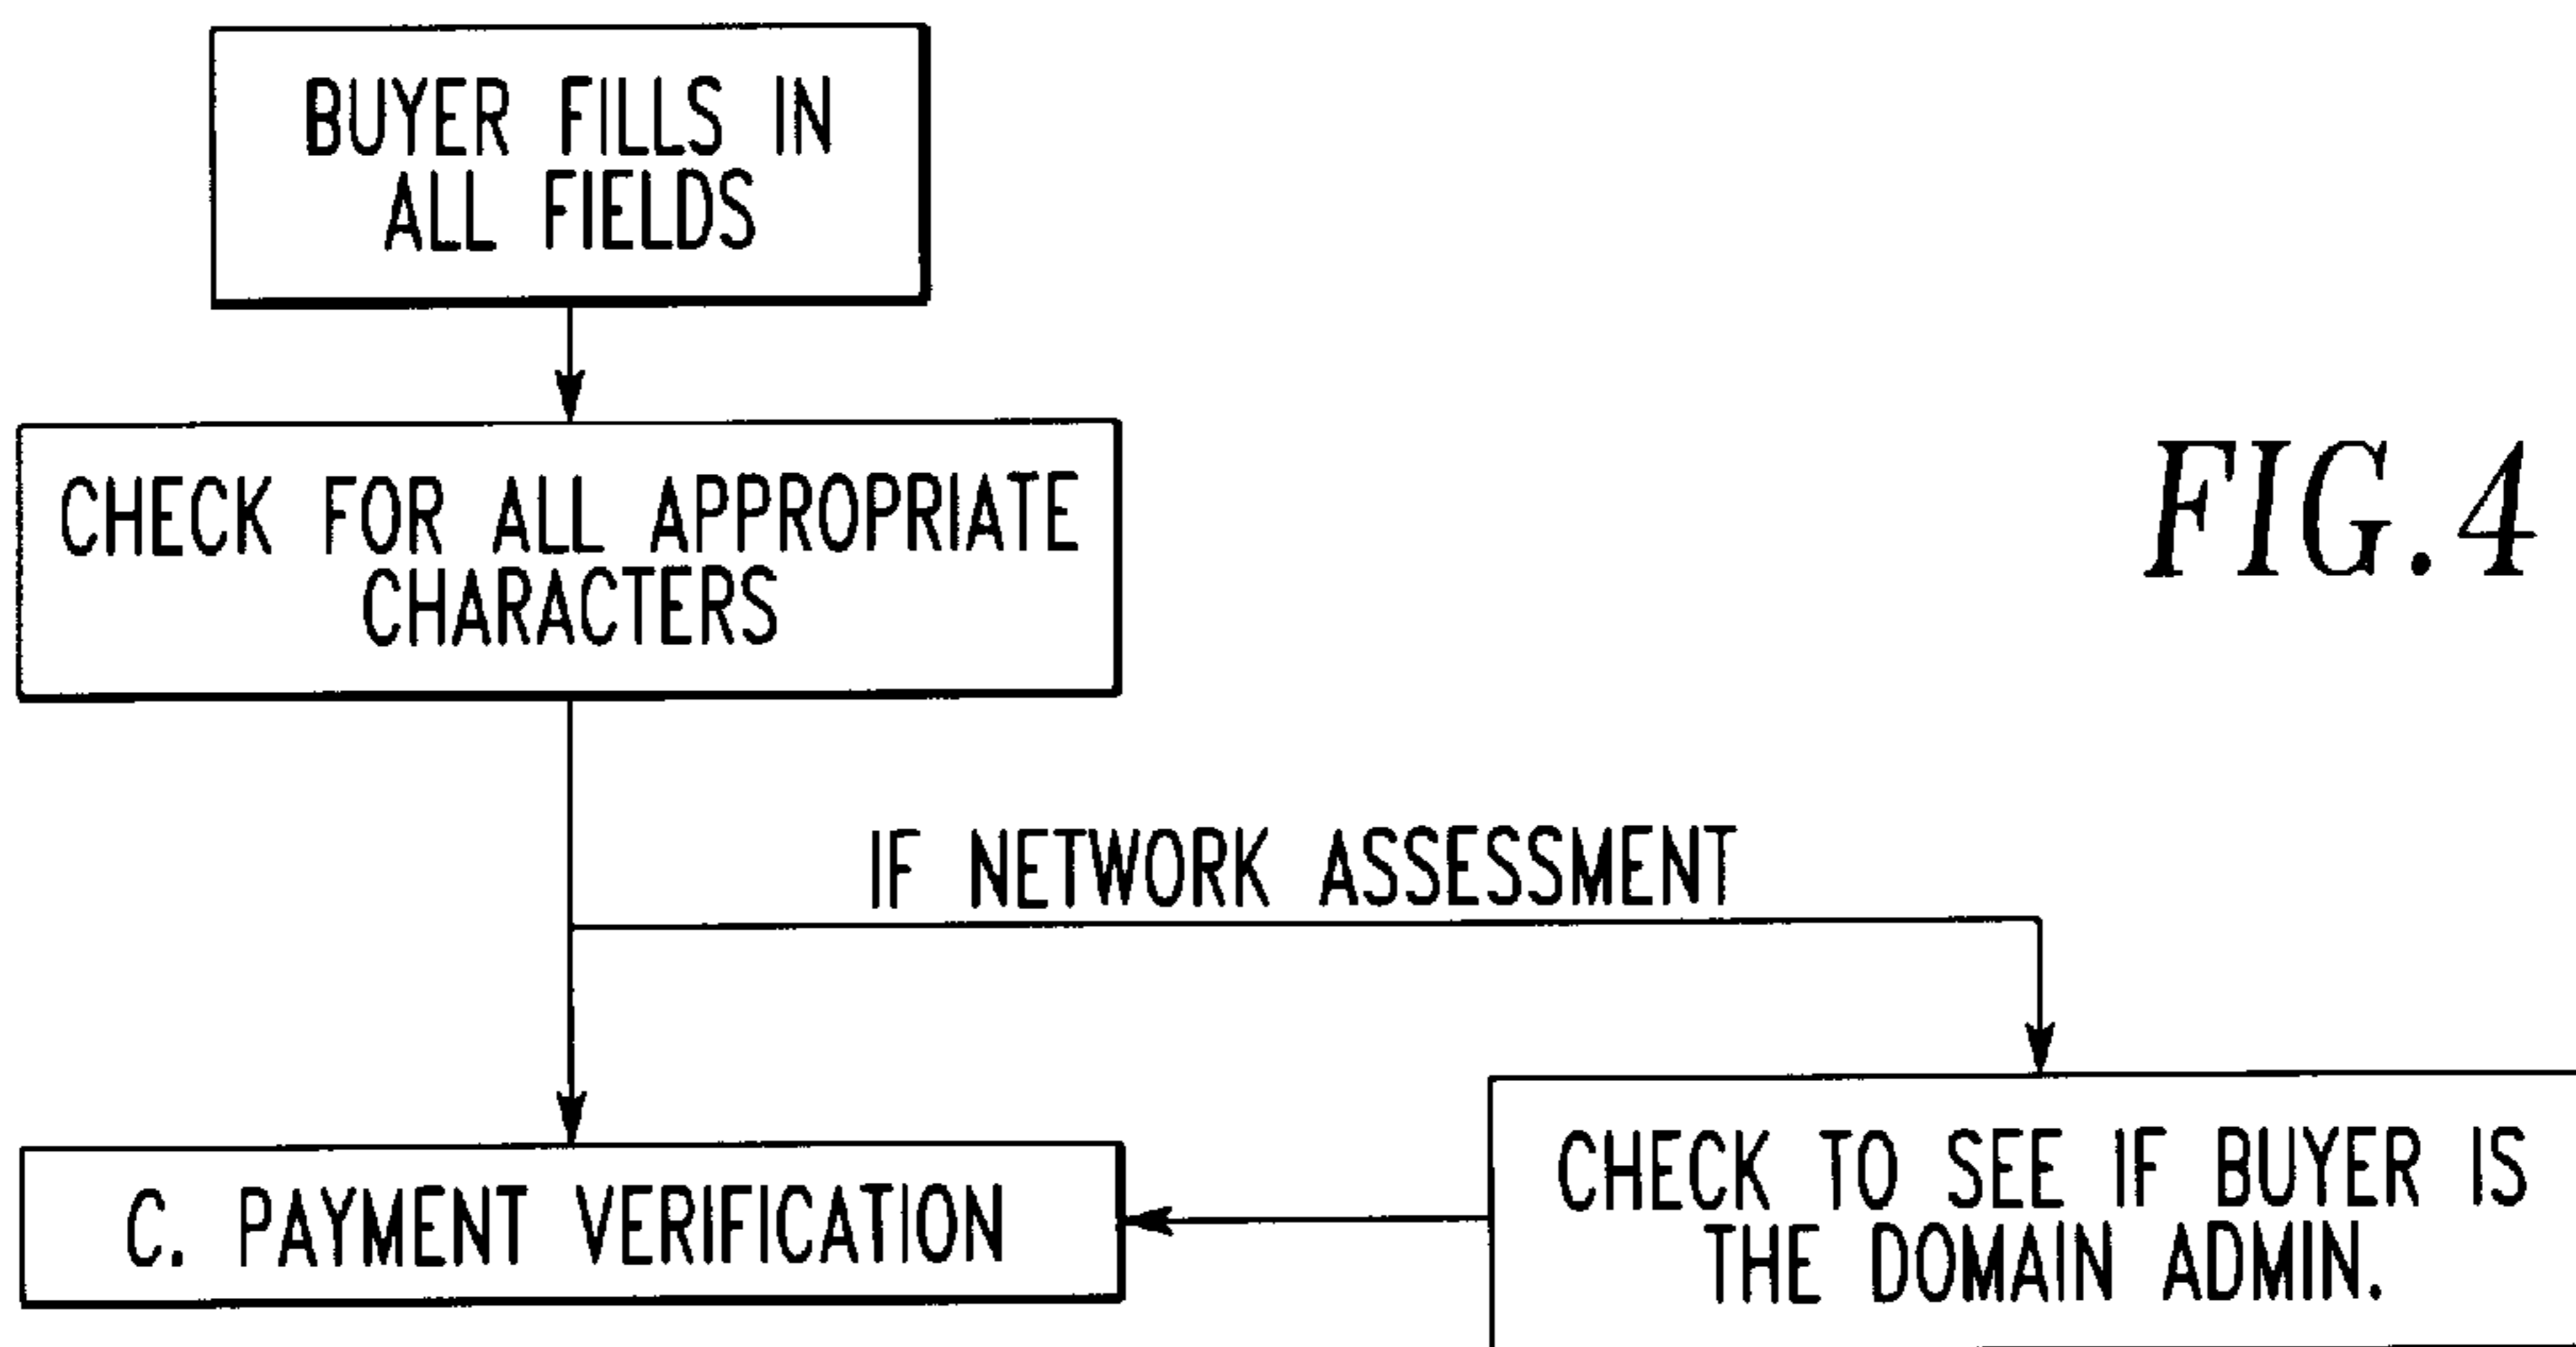 BUYER FILLS IN
ALL FIELDS
CHECK FOR ALL APPROPRIATE
CHARACTERS
FIG. 4
IF NETWORK ASSESSMENT
C. PAYMENT VERIFICATION
CHECK TO SEE IF BUYER IS
THE DOMAIN ADMIN.